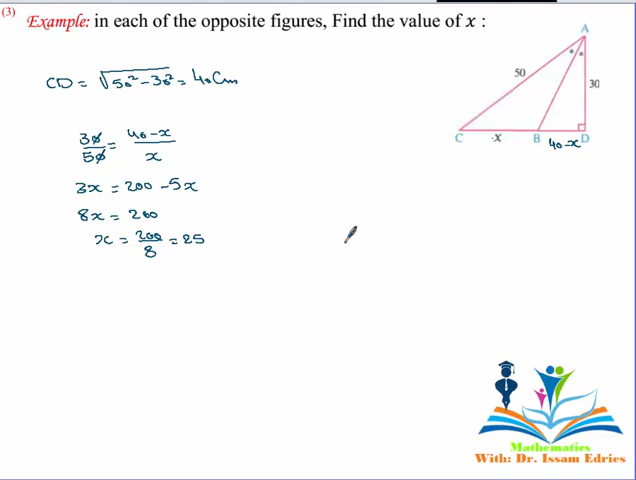 (3) Example: in each of the opposite figures, Find the value of x :
A
CD = √50² - 30² = 40 Cm
50
30
30/50 = 40-x/x
C x B 40-x D
3x = 200 - 5x
8x = 200
x = 200/8 = 25
Mathematics
With: Dr. Issam Edries